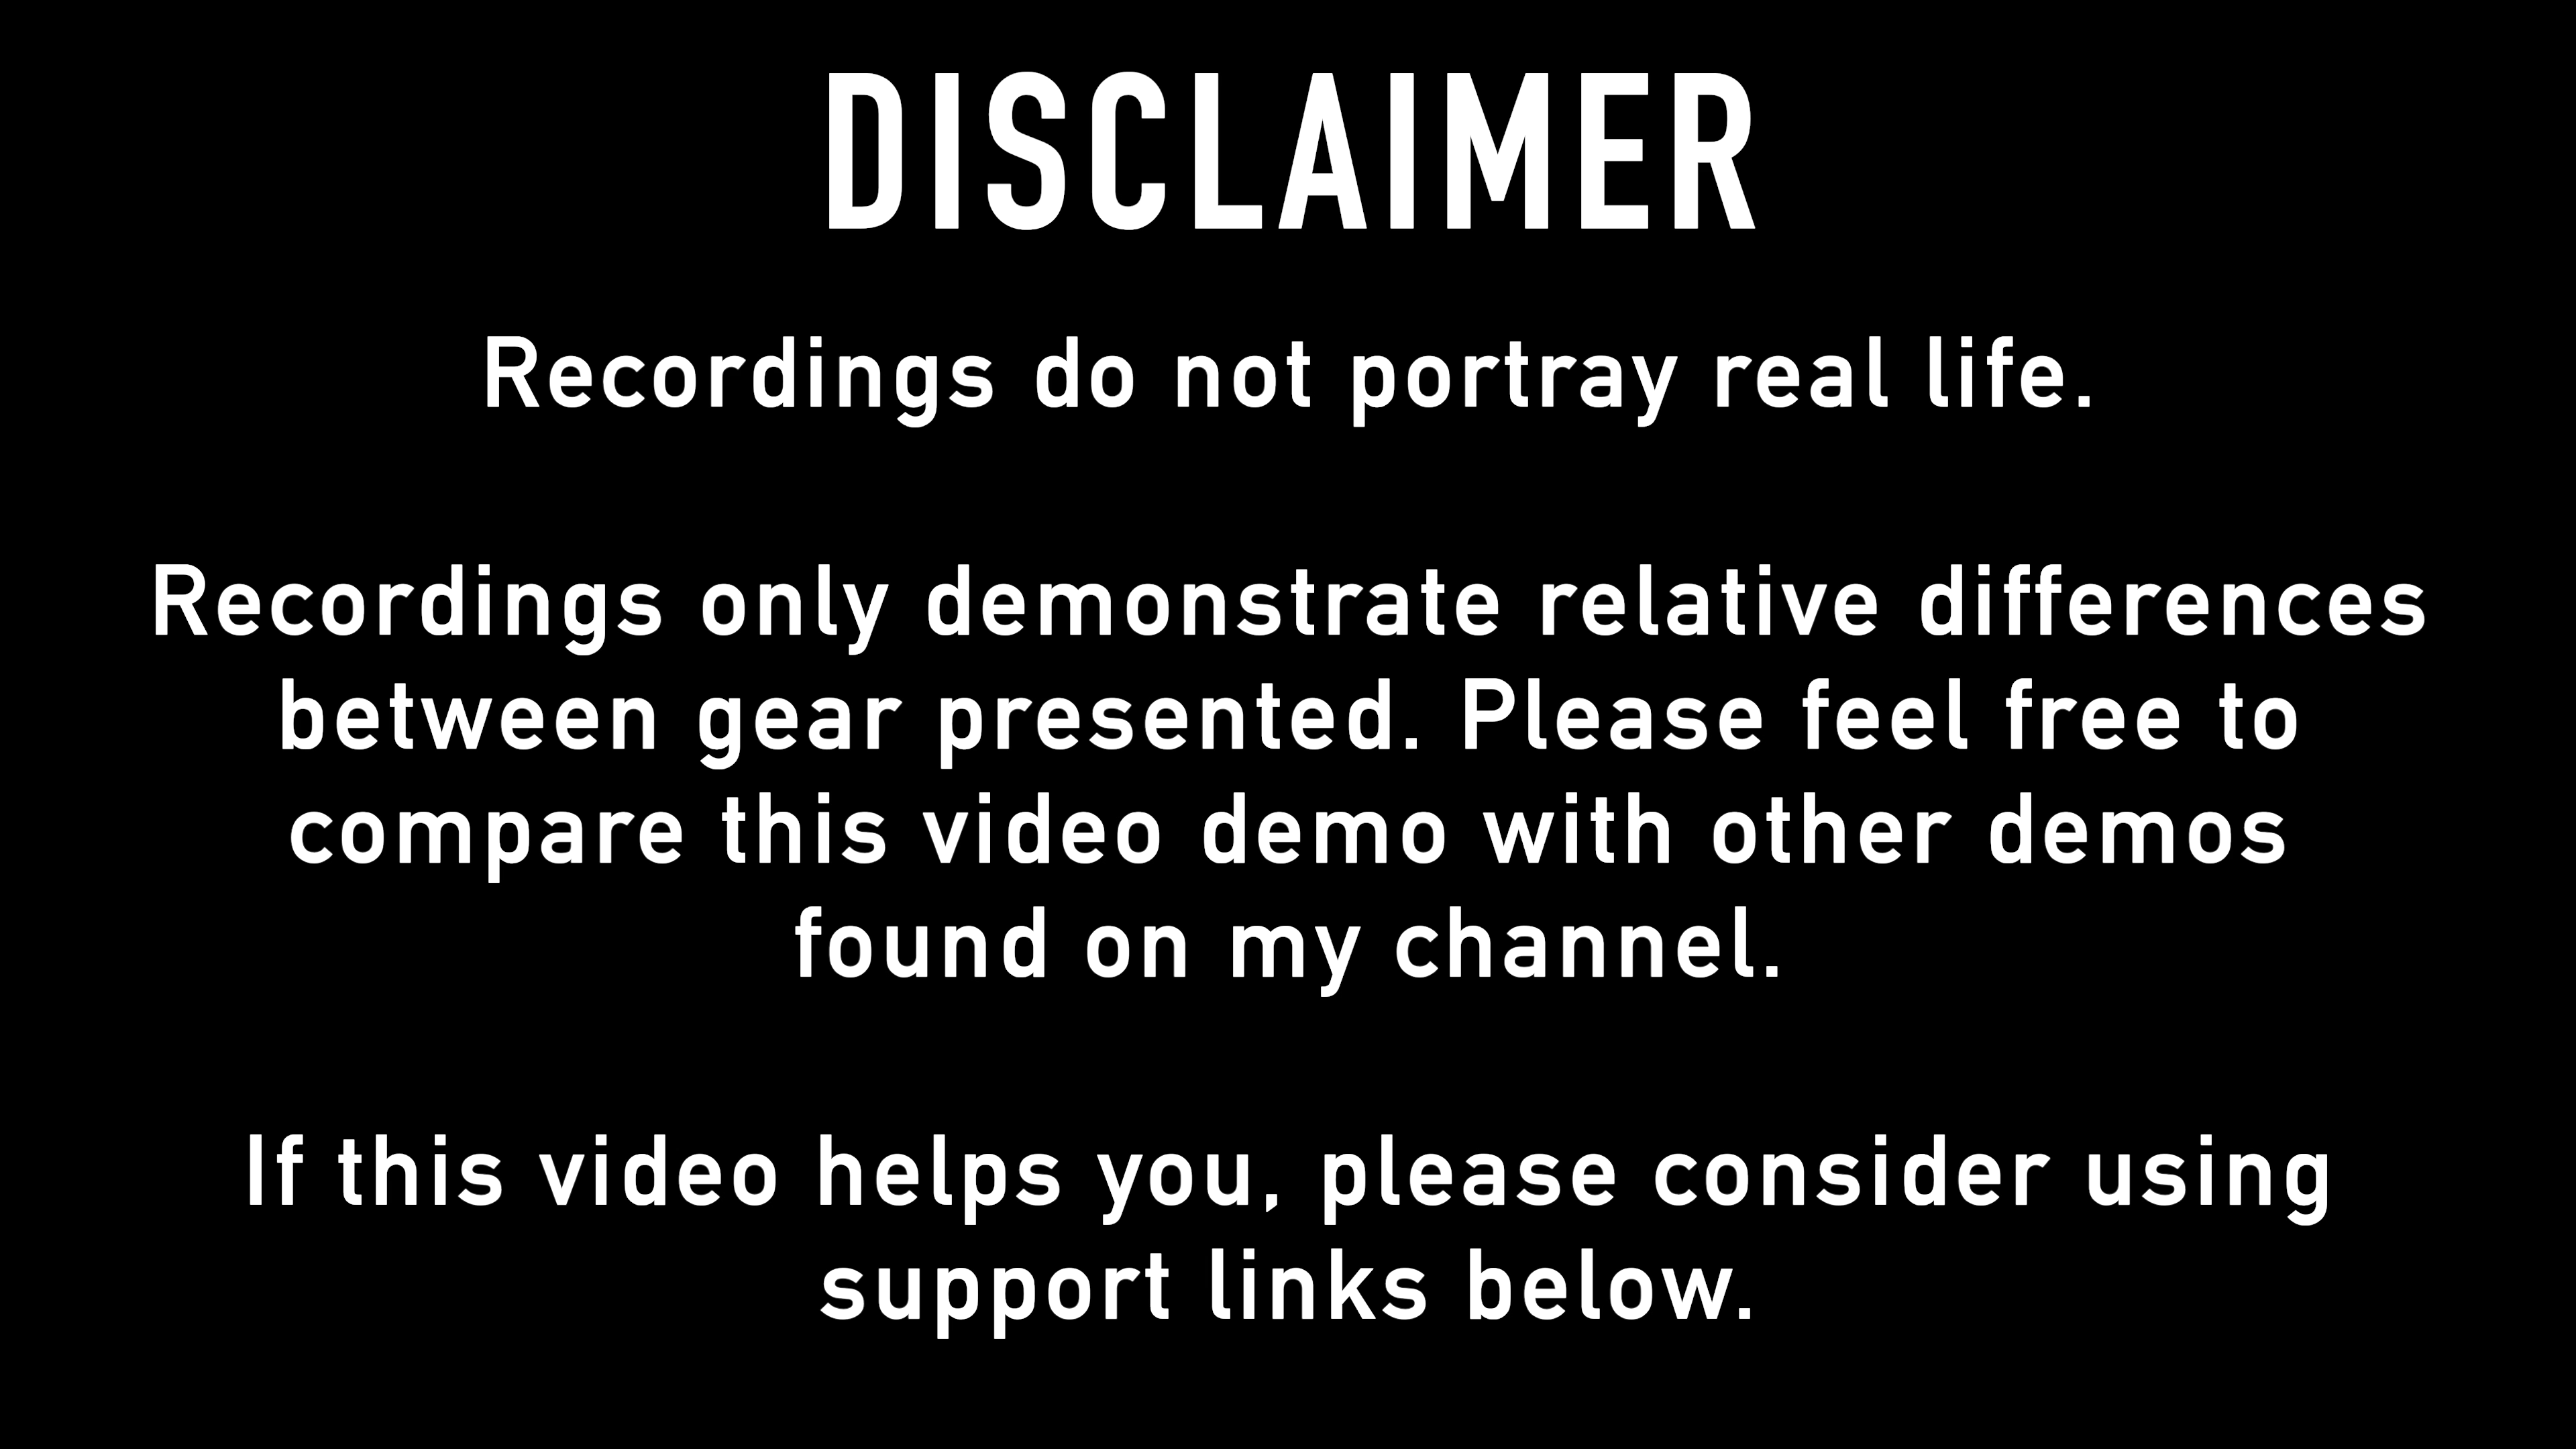 DISCLAIMER
Recordings do not portray real life.
Recordings only demonstrate relative differences
between gear presented. Please feel free to
compare this video demo with other demos
found on my channel.
If this video helps you, please consider using
support links below.